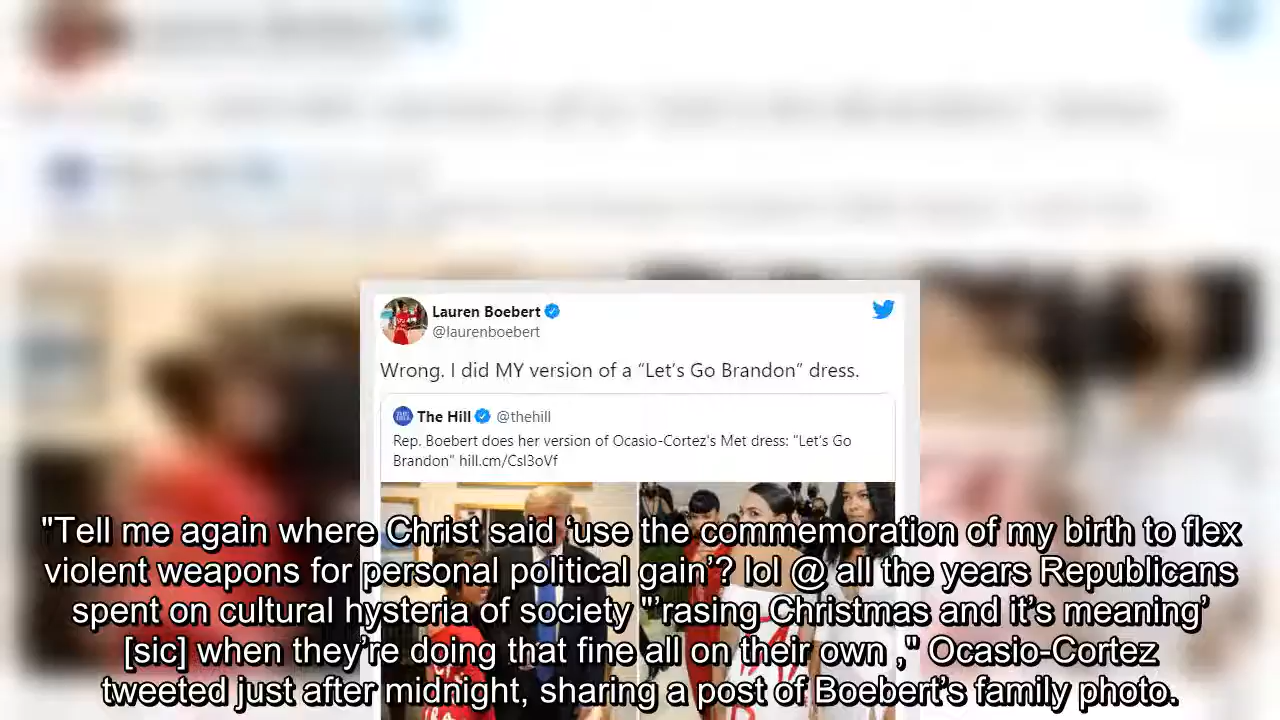 Lauren Boebert
@laurenboebert
Wrong. I did MY version of a “Let’s Go Brandon” dress.
The Hill @thehill
Rep. Boebert does her version of Ocasio-Cortez's Met dress: "Let's Go
Brandon" hill.cm/Csl3oVf
"Tell me again where Christ said ‘use the commemoration of my birth to flex
violent weapons for personal political gain’? lol @ all the years Republicans
spent on cultural hysteria of society "’rasing Christmas and it’s meaning’
[sic] when they’re doing that fine all on their own ," Ocasio-Cortez
tweeted just after midnight, sharing a post of Boebert’s family photo.